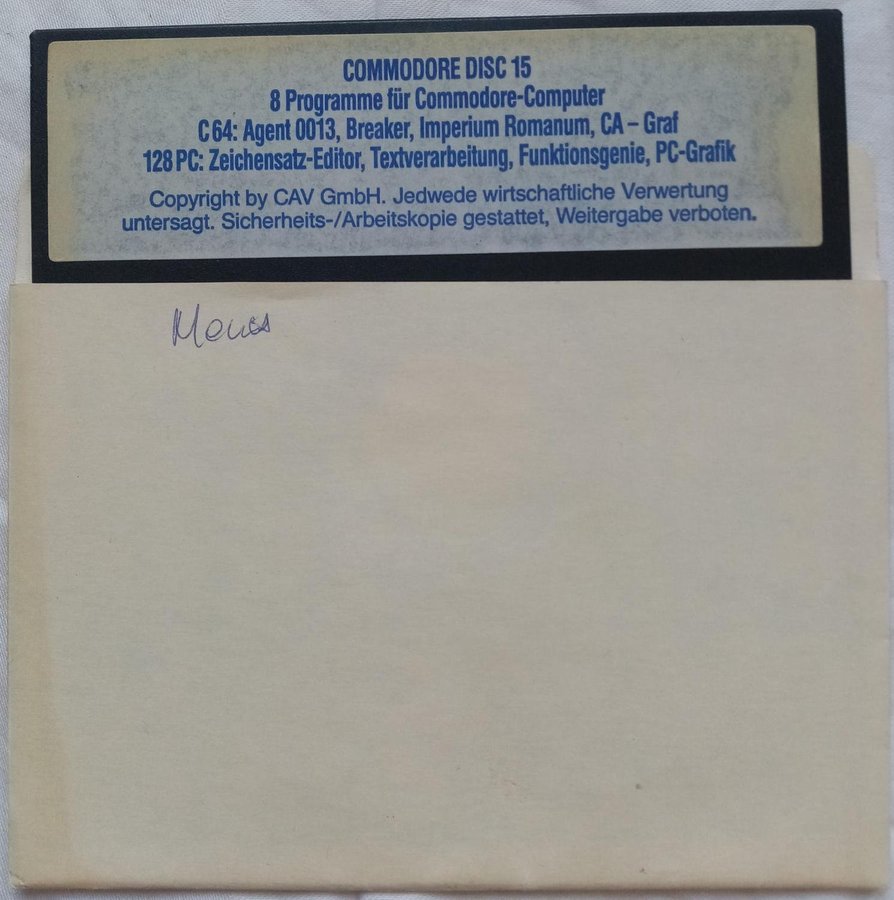 COMMODORE DISC 15
8 Programme für Commodore-Computer
C64: Agent 0013, Breaker, Imperium Romanum, CA – Graf
128 PC: Zeichensatz-Editor, Textverarbeitung, Funktionsgenie, PC-Grafik
Copyright by CAV GmbH. Jedwede wirtschaftliche Verwertung
untersagt. Sicherheits-/Arbeitskopie gestattet, Weitergabe verboten.